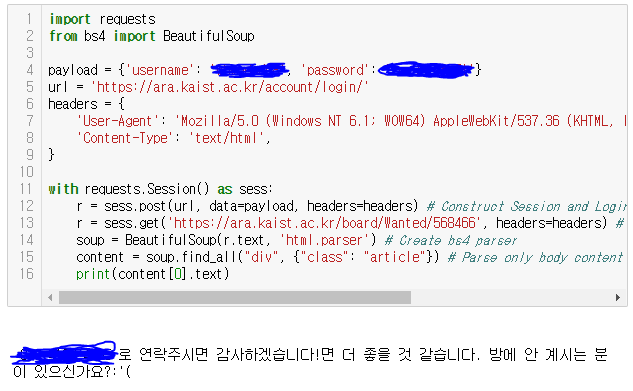 1 import requests
2 from bs4 import BeautifulSoup
3
4 payload = {'username': , 'password': '}
5 url = 'https://ara.kaist.ac.kr/account/login/'
6 headers = {
7 'User-Agent': 'Mozilla/5.0 (Windows NT 6.1; WOW64) AppleWebKit/537.36 (KHTML,
8 'Content-Type': 'text/html',
9 }
10
11 with requests.Session() as sess:
12 r = sess.post(url, data=payload, headers=headers) # Construct Session and Login
13 r = sess.get('https://ara.kaist.ac.kr/board/Wanted/568466', headers=headers) #
14 soup = BeautifulSoup(r.text, 'html.parser') # Create bs4 parser
15 content = soup.find_all("div", {"class": "article"}) # Parse only body content
16 print(content[0].text)
로 연락주시면 감사하겠습니다!면 더 좋을 것 같습니다. 방에 안 계시는 분
이 있으신가요?:'(